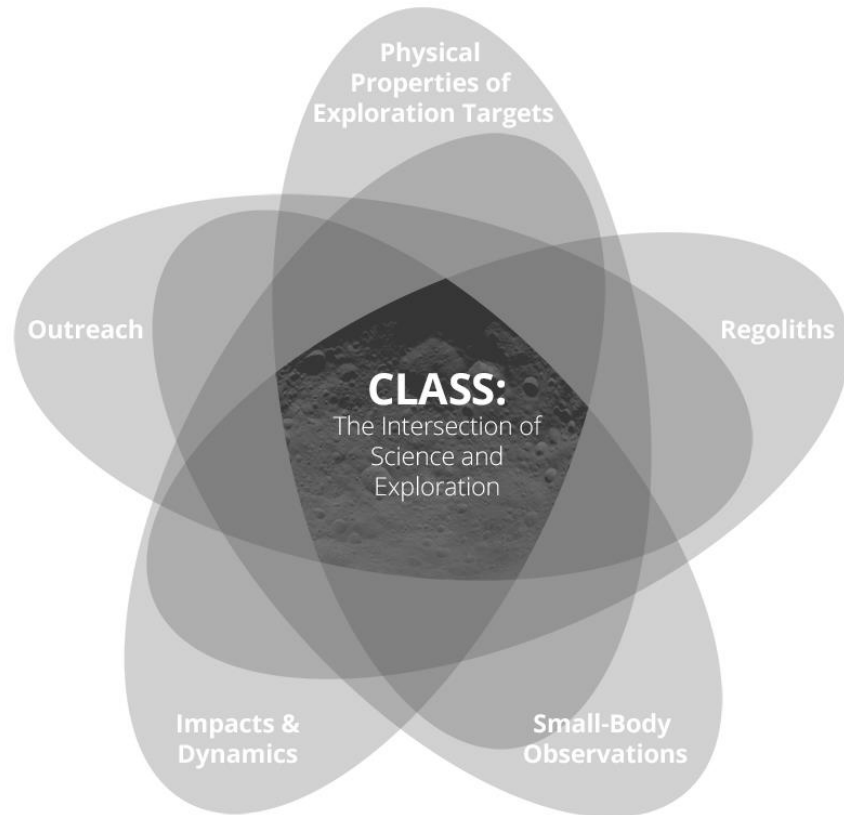 Physical
Properties of
Exploration Targets
Outreach
Regoliths
CLASS:
The Intersection of
Science and
Exploration
Impacts &
Dynamics
Small-Body
Observations